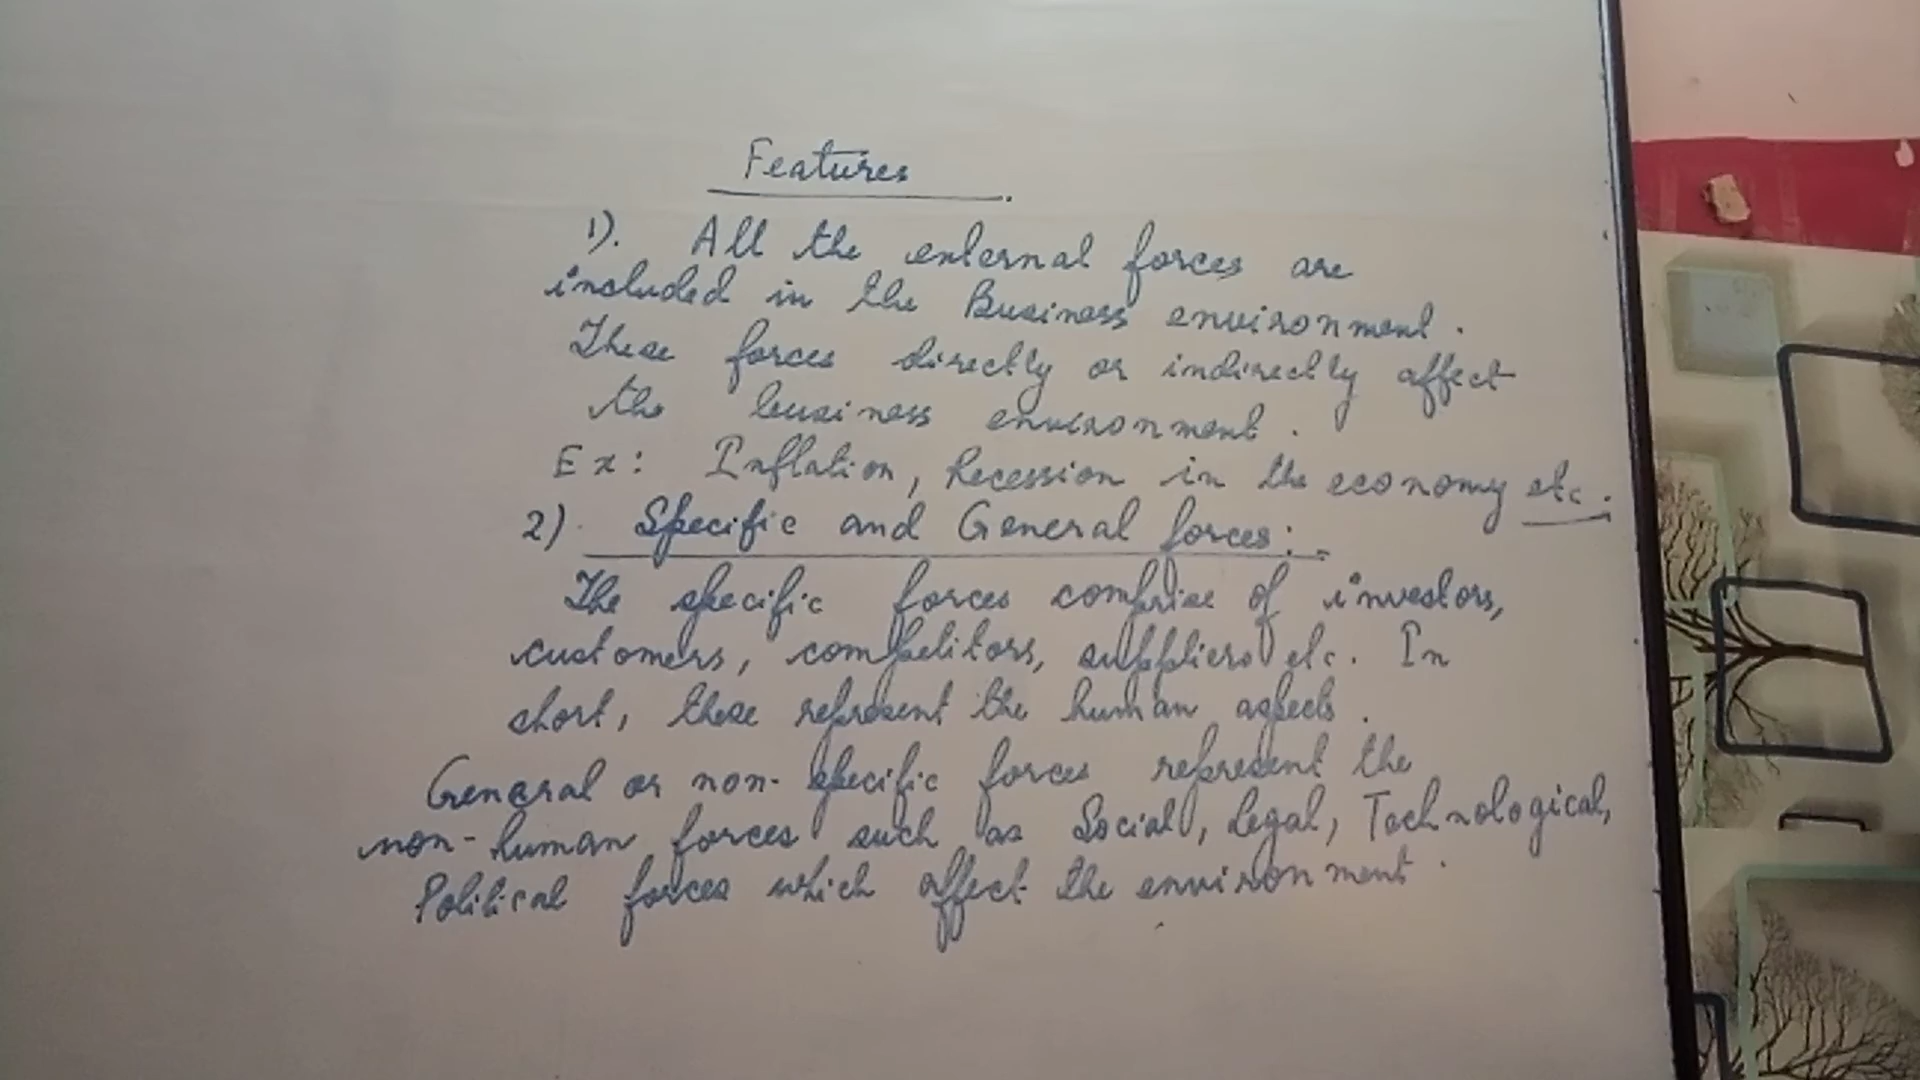 Features
1). All the external forces are
included in the Business environment.
These forces directly or indirectly affect
the business environment.
Ex: Inflation, Recession in the economy etc.
2). Specific and General forces:-
The specific forces comprise of investors,
customers, competitors, suppliers etc. In
short, these represent the human aspects.
General or non-specific forces represent the
non-human forces such as Social, Legal, Technological,
Political forces which affect the environment.